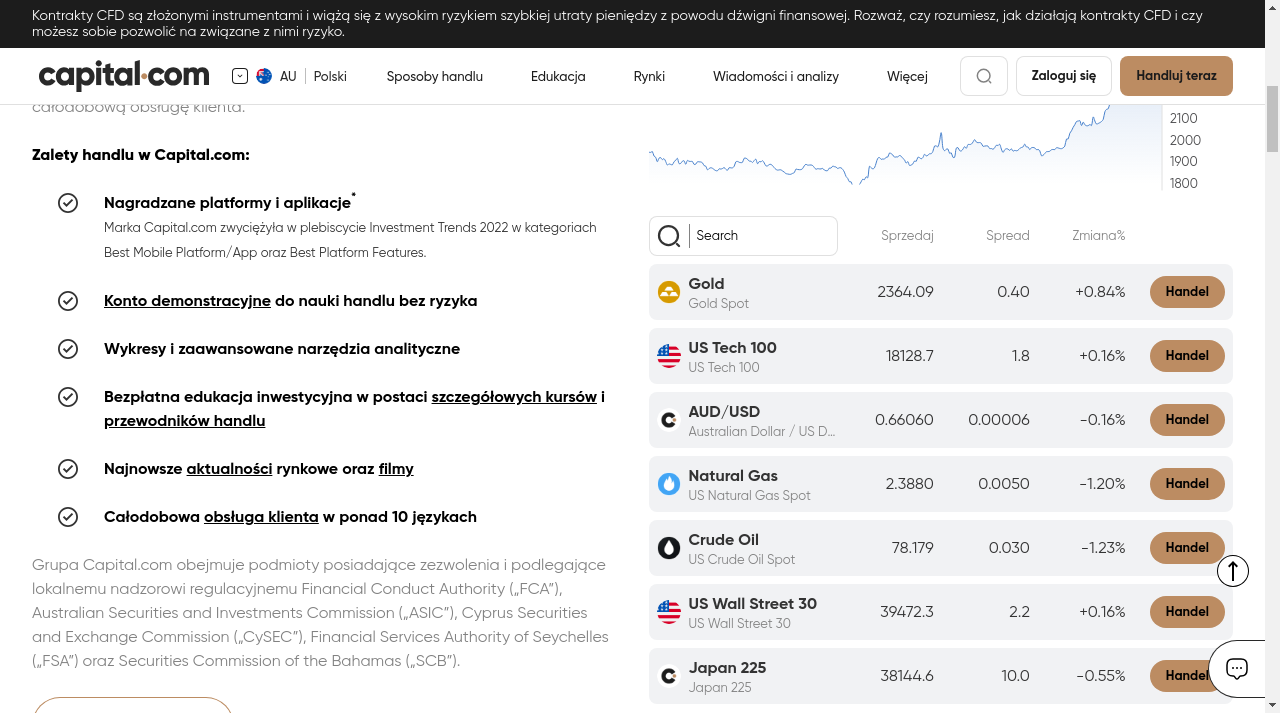 Kontrakty CFD są złożonymi instrumentami i wiążą się z wysokim ryzykiem szybkiej utraty pieniędzy z powodu dźwigni finansowej. Rozważ, czy rozumiesz, jak działają kontrakty CFD i czy
możesz sobie pozwolić na związane z nimi ryzyko.
capital.com
AU
Polski
Sposoby handlu
Edukacja
Rynki
Wiadomości i analizy
Więcej
Zaloguj się
Handluj teraz
całodobową obsługę klienta.
Zalety handlu w Capital.com:
Nagradzane platformy i aplikacje*
Marka Capital.com zwyciężyła w plebiscycie Investment Trends 2022 w kategoriach
Best Mobile Platform/App oraz Best Platform Features.
Konto demonstracyjne do nauki handlu bez ryzyka
Wykresy i zaawansowane narzędzia analityczne
Bezpłatna edukacja inwestycyjna w postaci szczegółowych kursów i
przewodników handlu
Najnowsze aktualności rynkowe oraz filmy
Całodobowa obsługa klienta w ponad 10 językach
Grupa Capital.com obejmuje podmioty posiadające zezwolenia i podlegające
lokalnemu nadzorowi regulacyjnemu Financial Conduct Authority („FCA”),
Australian Securities and Investments Commission („ASIC”), Cyprus Securities
and Exchange Commission („CySEC”), Financial Services Authority of Seychelles
(„FSA”) oraz Securities Commission of the Bahamas („SCB”).
2100
2000
1900
1800
Search
Sprzedaj
Spread
Zmiana%
Gold
Gold Spot
2364.09
0.40
+0.84%
Handel
US Tech 100
US Tech 100
18128.7
1.8
+0.16%
Handel
AUD/USD
Australian Dollar / US D...
0.66060
0.00006
-0.16%
Handel
Natural Gas
US Natural Gas Spot
2.3880
0.0050
-1.20%
Handel
Crude Oil
US Crude Oil Spot
78.179
0.030
-1.23%
Handel
US Wall Street 30
US Wall Street 30
39472.3
2.2
+0.16%
Handel
Japan 225
Japan 225
38144.6
10.0
-0.55%
Handel